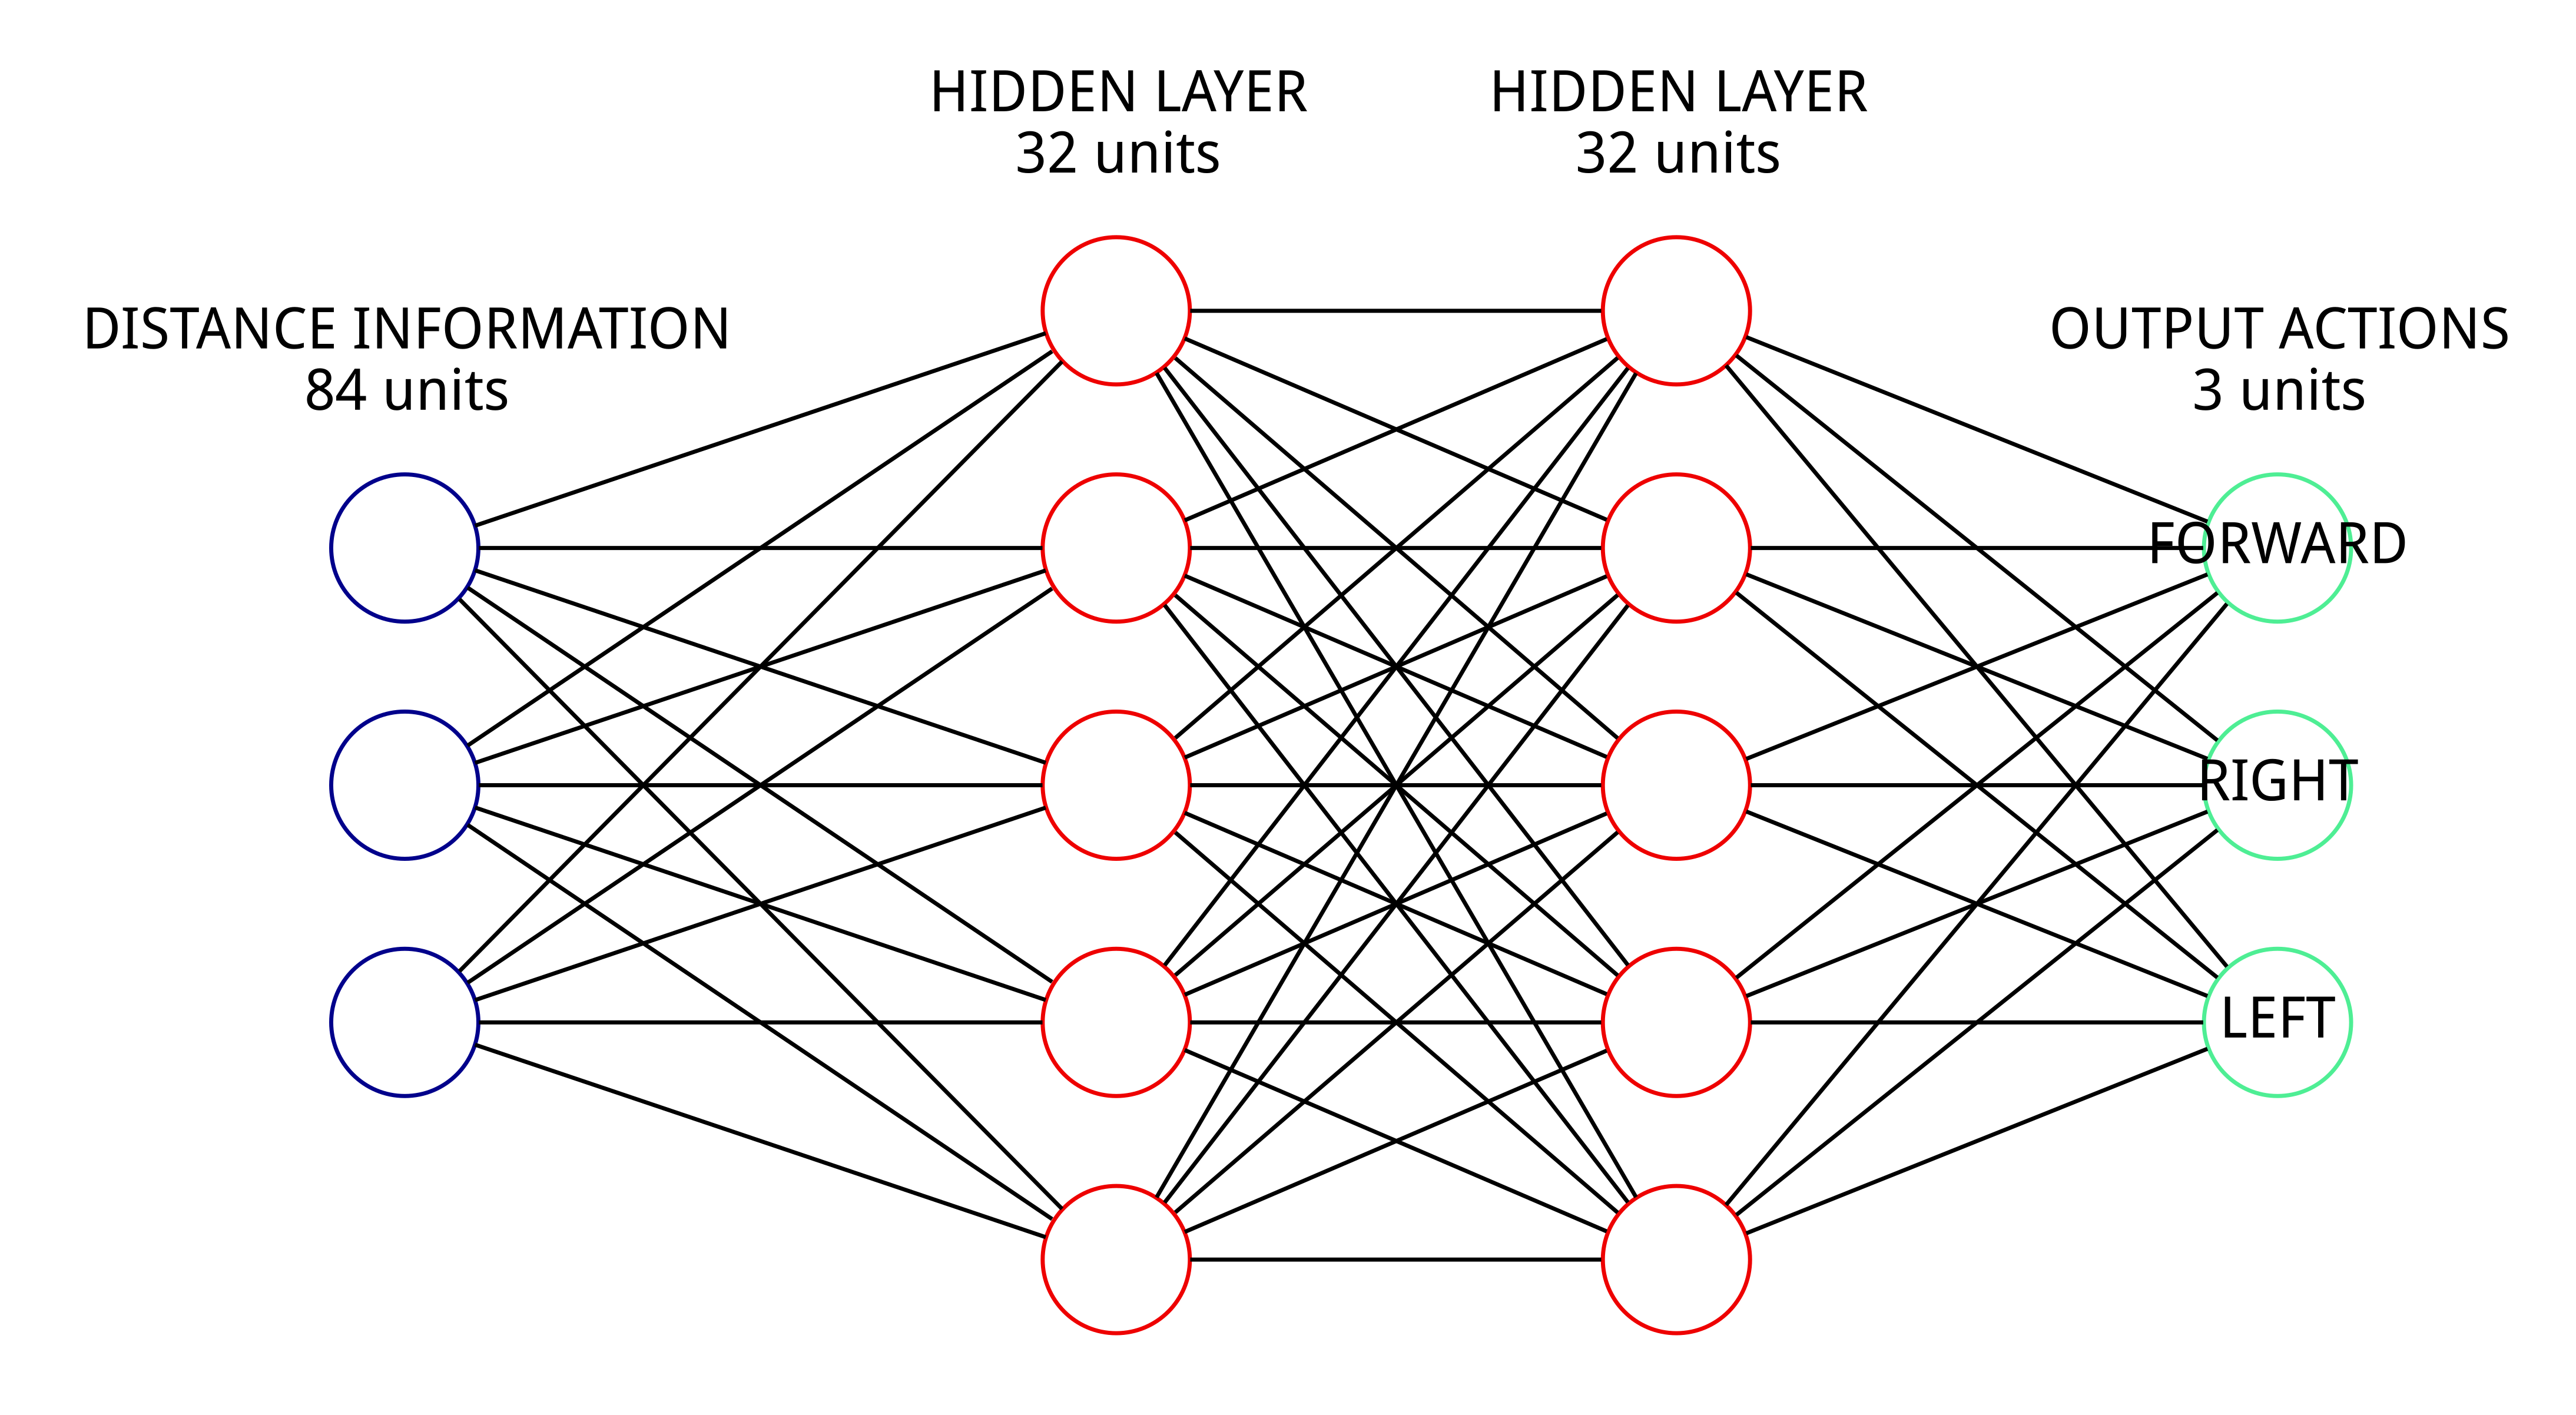 HIDDEN LAYER
32 units
HIDDEN LAYER
32 units
DISTANCE INFORMATION
84 units
OUTPUT ACTIONS
3 units
FORWARD
RIGHT
LEFT